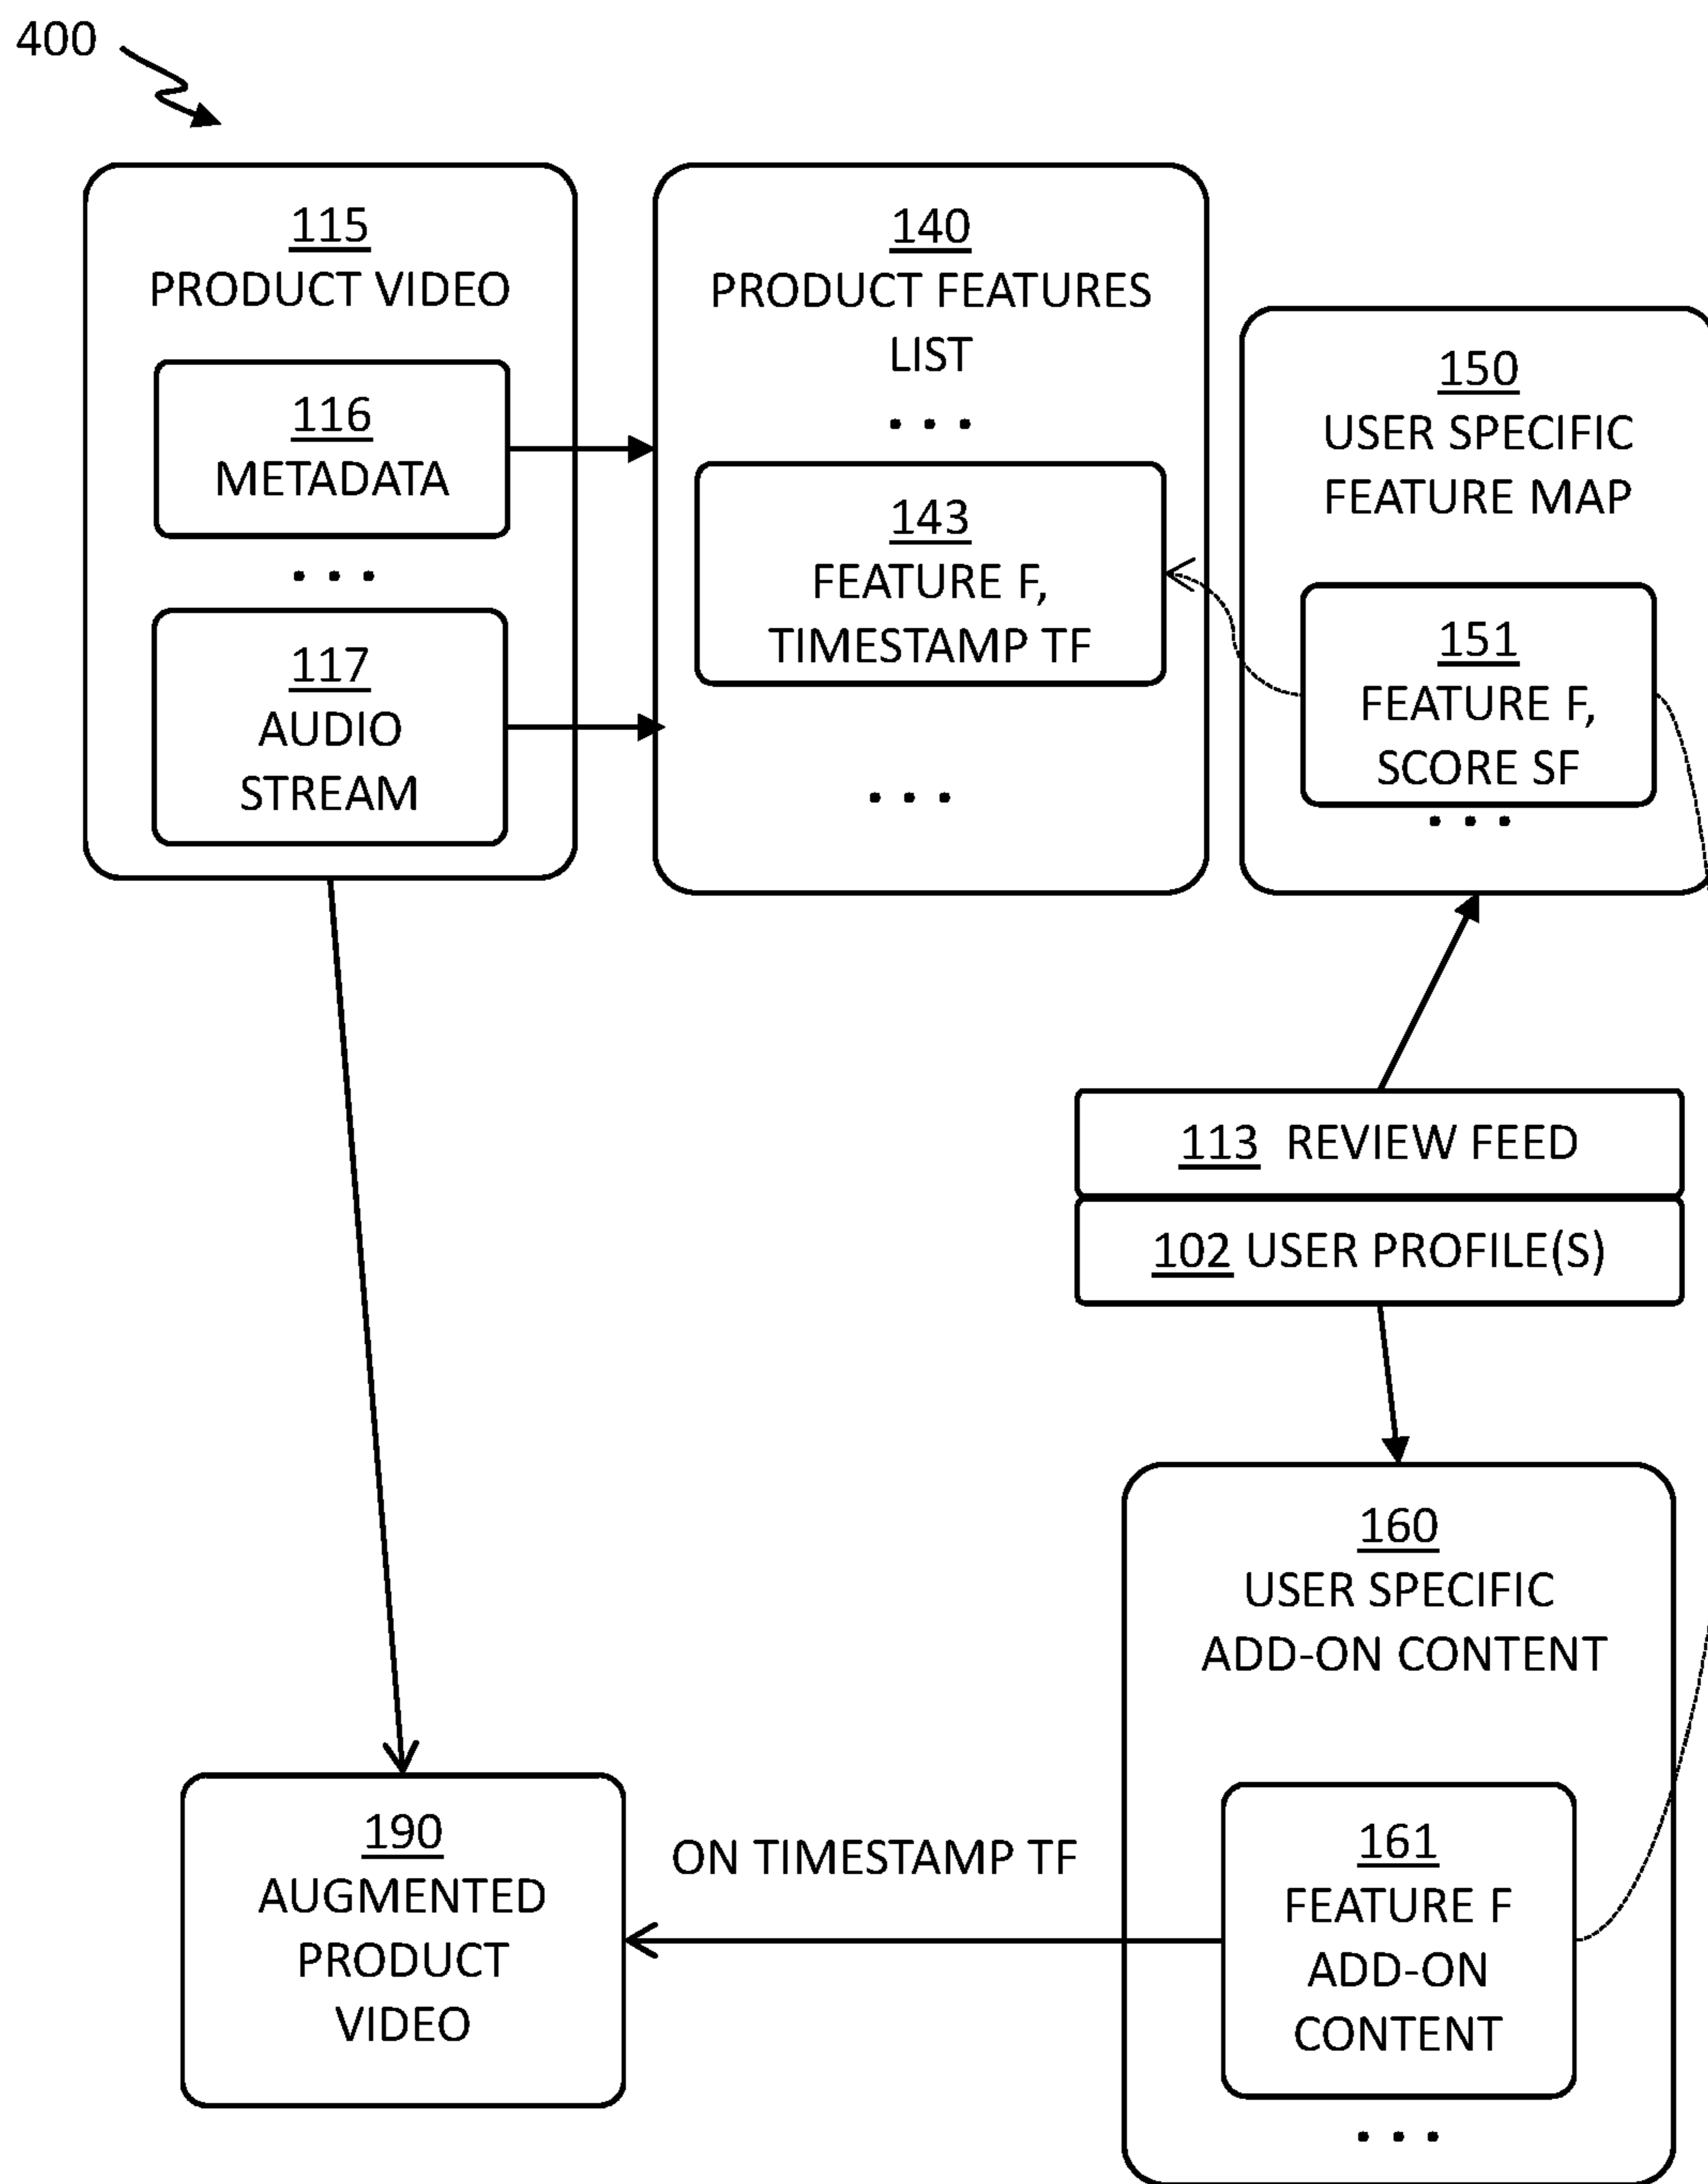 400
115
PRODUCT VIDEO
116
METADATA
. . .
117
AUDIO
STREAM
140
PRODUCT FEATURES
LIST
. . .
143
FEATURE F,
TIMESTAMP TF
. . .
150
USER SPECIFIC
FEATURE MAP
151
FEATURE F,
SCORE SF
. . .
113 REVIEW FEED
102 USER PROFILE(S)
160
USER SPECIFIC
ADD-ON CONTENT
161
FEATURE F
ADD-ON
CONTENT
. . .
ON TIMESTAMP TF
190
AUGMENTED
PRODUCT
VIDEO